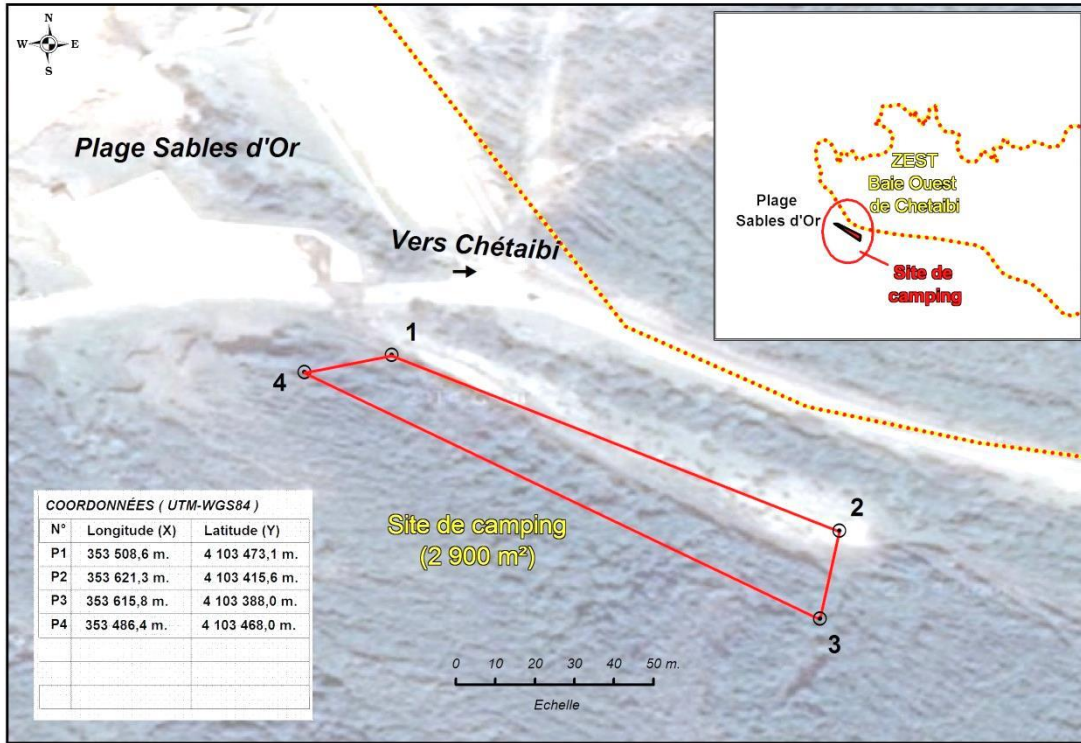 N
W E
S
Plage Sables d'Or
Vers Chétaibi
ZEST
Baie Ouest
de Chetaibi
Plage
Sables d'Or
Site de
camping
1
4
2
3
Site de camping
(2 900 m²)
COORDONNÉES ( UTM-WGS84 )
N° Longitude (X) Latitude (Y)
P1 353 508,6 m. 4 103 473,1 m.
P2 353 621,3 m. 4 103 415,6 m.
P3 353 615,8 m. 4 103 388,0 m.
P4 353 486,4 m. 4 103 468,0 m.
0 10 20 30 40 50 m.
Echelle